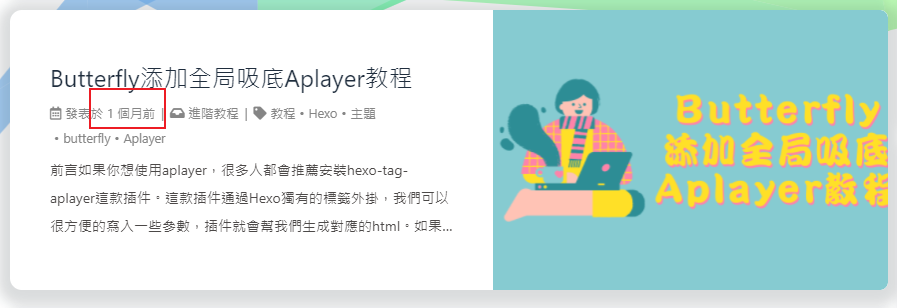 Butterfly添加全局吸底Aplayer教程
發表於 1 個月前 | 進階教程 | 教程 • Hexo • 主題
• butterfly • Aplayer
前言如果你想使用aplayer，很多人都會推薦安裝hexo-tag-
aplayer這款插件。這款插件通過Hexo獨有的標籤外掛，我們可以
很方便的寫入一些參數，插件就會幫我們生成對應的html。如果...
Butterfly
添加全局吸底
Aplayer教程